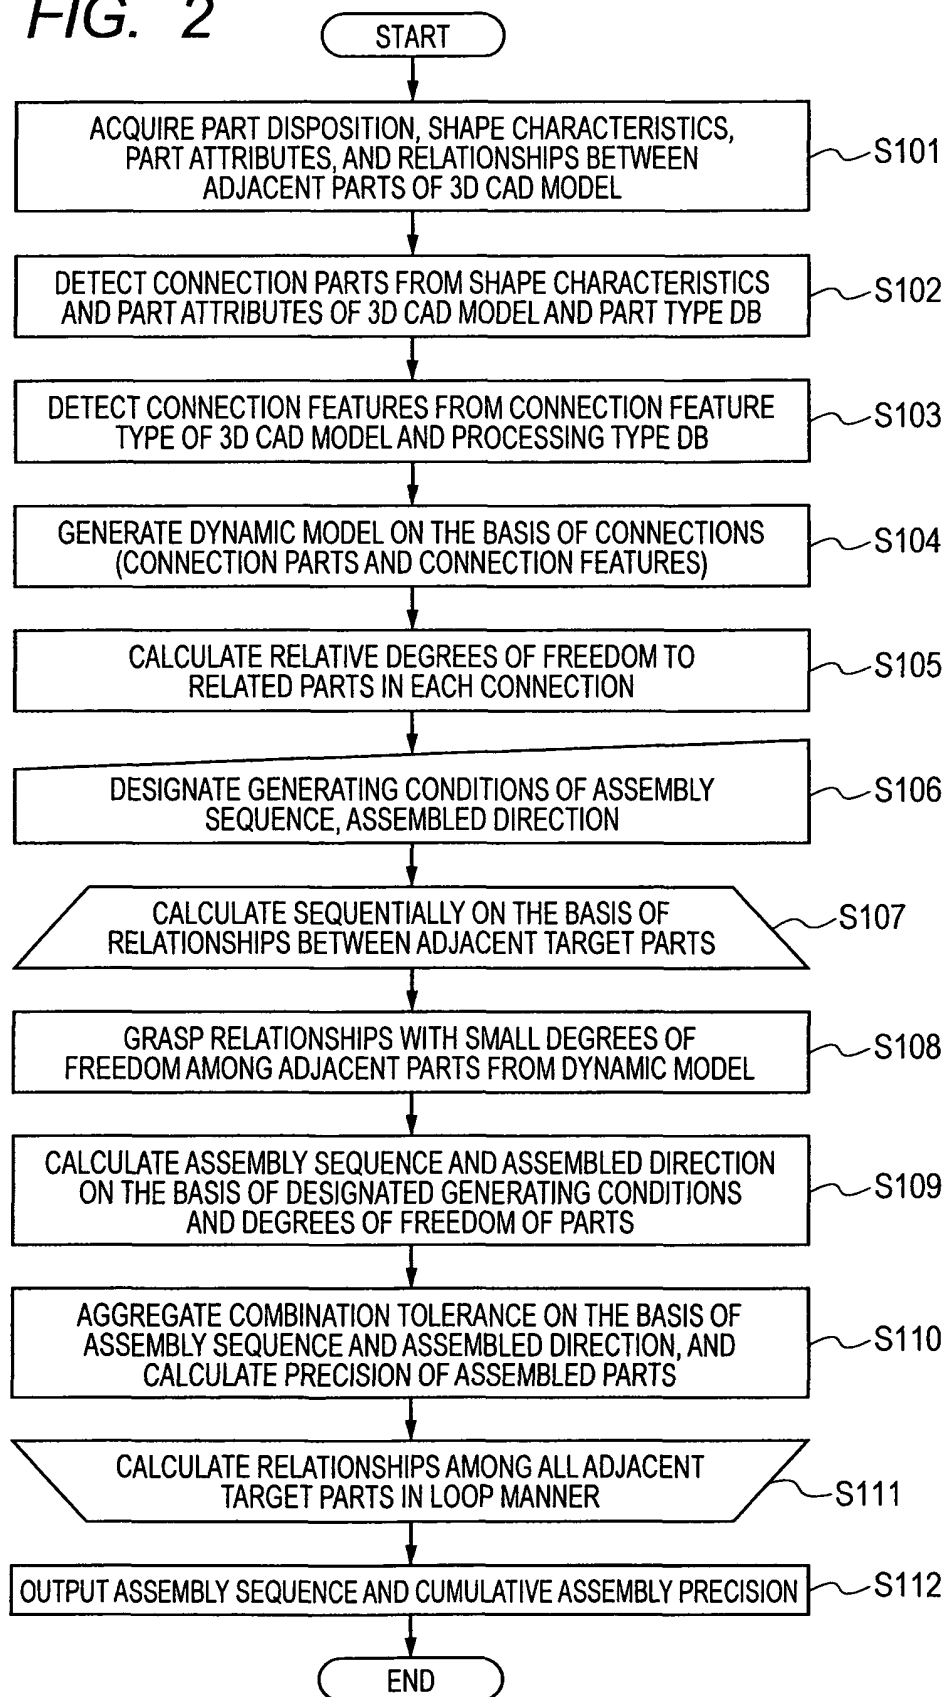 FIG. 2
START
ACQUIRE PART DISPOSITION, SHAPE CHARACTERISTICS,
PART ATTRIBUTES, AND RELATIONSHIPS BETWEEN
ADJACENT PARTS OF 3D CAD MODEL
S101
DETECT CONNECTION PARTS FROM SHAPE CHARACTERISTICS
AND PART ATTRIBUTES OF 3D CAD MODEL AND PART TYPE DB
S102
DETECT CONNECTION FEATURES FROM CONNECTION FEATURE
TYPE OF 3D CAD MODEL AND PROCESSING TYPE DB
S103
GENERATE DYNAMIC MODEL ON THE BASIS OF CONNECTIONS
(CONNECTION PARTS AND CONNECTION FEATURES)
S104
CALCULATE RELATIVE DEGREES OF FREEDOM TO
RELATED PARTS IN EACH CONNECTION
S105
DESIGNATE GENERATING CONDITIONS OF ASSEMBLY
SEQUENCE, ASSEMBLED DIRECTION
S106
CALCULATE SEQUENTIALLY ON THE BASIS OF
RELATIONSHIPS BETWEEN ADJACENT TARGET PARTS
S107
GRASP RELATIONSHIPS WITH SMALL DEGREES OF
FREEDOM AMONG ADJACENT PARTS FROM DYNAMIC MODEL
S108
CALCULATE ASSEMBLY SEQUENCE AND ASSEMBLED DIRECTION
ON THE BASIS OF DESIGNATED GENERATING CONDITIONS
AND DEGREES OF FREEDOM OF PARTS
S109
AGGREGATE COMBINATION TOLERANCE ON THE BASIS OF
ASSEMBLY SEQUENCE AND ASSEMBLED DIRECTION, AND
CALCULATE PRECISION OF ASSEMBLED PARTS
S110
CALCULATE RELATIONSHIPS AMONG ALL ADJACENT
TARGET PARTS IN LOOP MANNER
S111
OUTPUT ASSEMBLY SEQUENCE AND CUMULATIVE ASSEMBLY PRECISION
S112
END